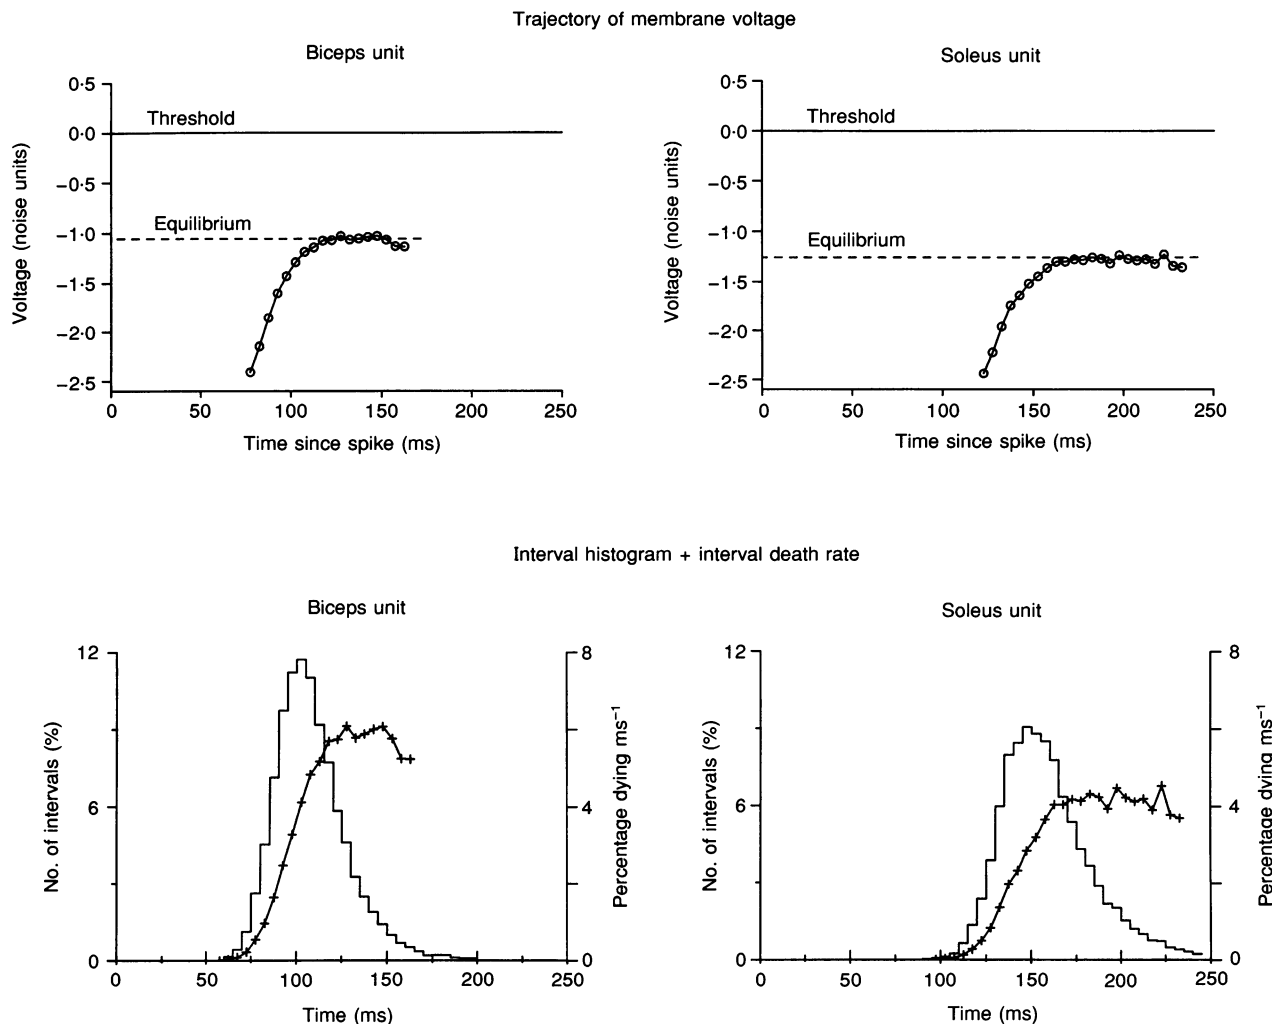 Trajectory of membrane voltage
Biceps unit
Soleus unit
Voltage (noise units)
0·5
0·0
−0·5
−1·0
−1·5
−2·0
−2·5
Threshold
Equilibrium
0 50 100 150 200 250
Time since spike (ms)
Voltage (noise units)
0·5
0·0
−0·5
−1·0
−1·5
−2·0
−2·5
Threshold
Equilibrium
0 50 100 150 200 250
Time since spike (ms)
Interval histogram + interval death rate
Biceps unit
Soleus unit
No. of intervals (%)
12
6
0
8
4
0
Percentage dying ms⁻¹
0 50 100 150 200 250
Time (ms)
No. of intervals (%)
12
6
0
8
4
0
Percentage dying ms⁻¹
0 50 100 150 200 250
Time (ms)